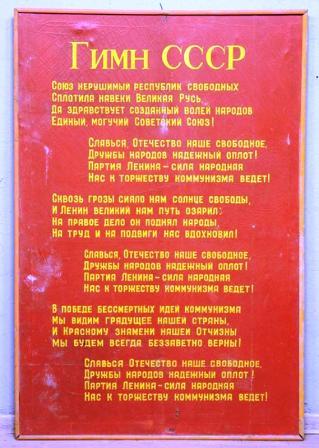 Гимн СССР
Союз нерушимый республик свободных
Сплотила навеки Великая Русь.
Да здравствует созданный волей народов
Единый, могучий Советский Союз!
Славься, Отечество наше свободное,
Дружбы народов надежный оплот!
Партия Ленина – сила народная
Нас к торжеству коммунизма ведет!
Сквозь грозы сияло нам солнце свободы,
И Ленин великий нам путь озарил:
На правое дело он поднял народы,
На труд и на подвиги нас вдохновил!
Славься, Отечество наше свободное,
Дружбы народов надежный оплот!
Партия Ленина – сила народная
Нас к торжеству коммунизма ведет!
В победе бессмертных идей коммунизма
Мы видим грядущее нашей страны,
И Красному знамени нашей Отчизны
Мы будем всегда беззаветно верны!
Славься Отечество наше свободное,
Дружбы народов надежный оплот!
Партия Ленина – сила народная
Нас к торжеству коммунизма ведет!